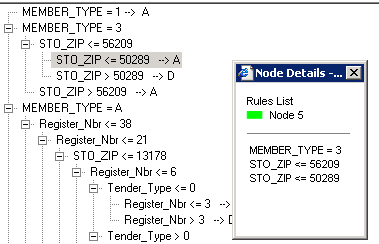 MEMBER_TYPE = 1 --> A
MEMBER_TYPE = 3
STO_ZIP <= 56209
STO_ZIP <= 50289 --> A
STO_ZIP > 50289 --> D
STO_ZIP > 56209 --> A
MEMBER_TYPE = A
Register_Nbr <= 38
Register_Nbr <= 21
STO_ZIP <= 13178
Register_Nbr <= 6
Tender_Type <= 0
Register_Nbr <= 3 -->
Register_Nbr > 3 -->
Tender_Type > 0
Node Details -...
Rules List
Node 5
MEMBER_TYPE = 3
STO_ZIP <= 56209
STO_ZIP <= 50289